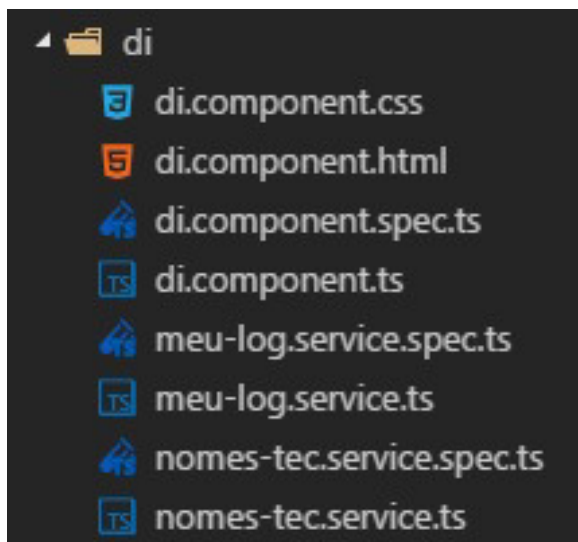 di
di.component.css
di.component.html
di.component.spec.ts
di.component.ts
meu-log.service.spec.ts
meu-log.service.ts
nomes-tec.service.spec.ts
nomes-tec.service.ts